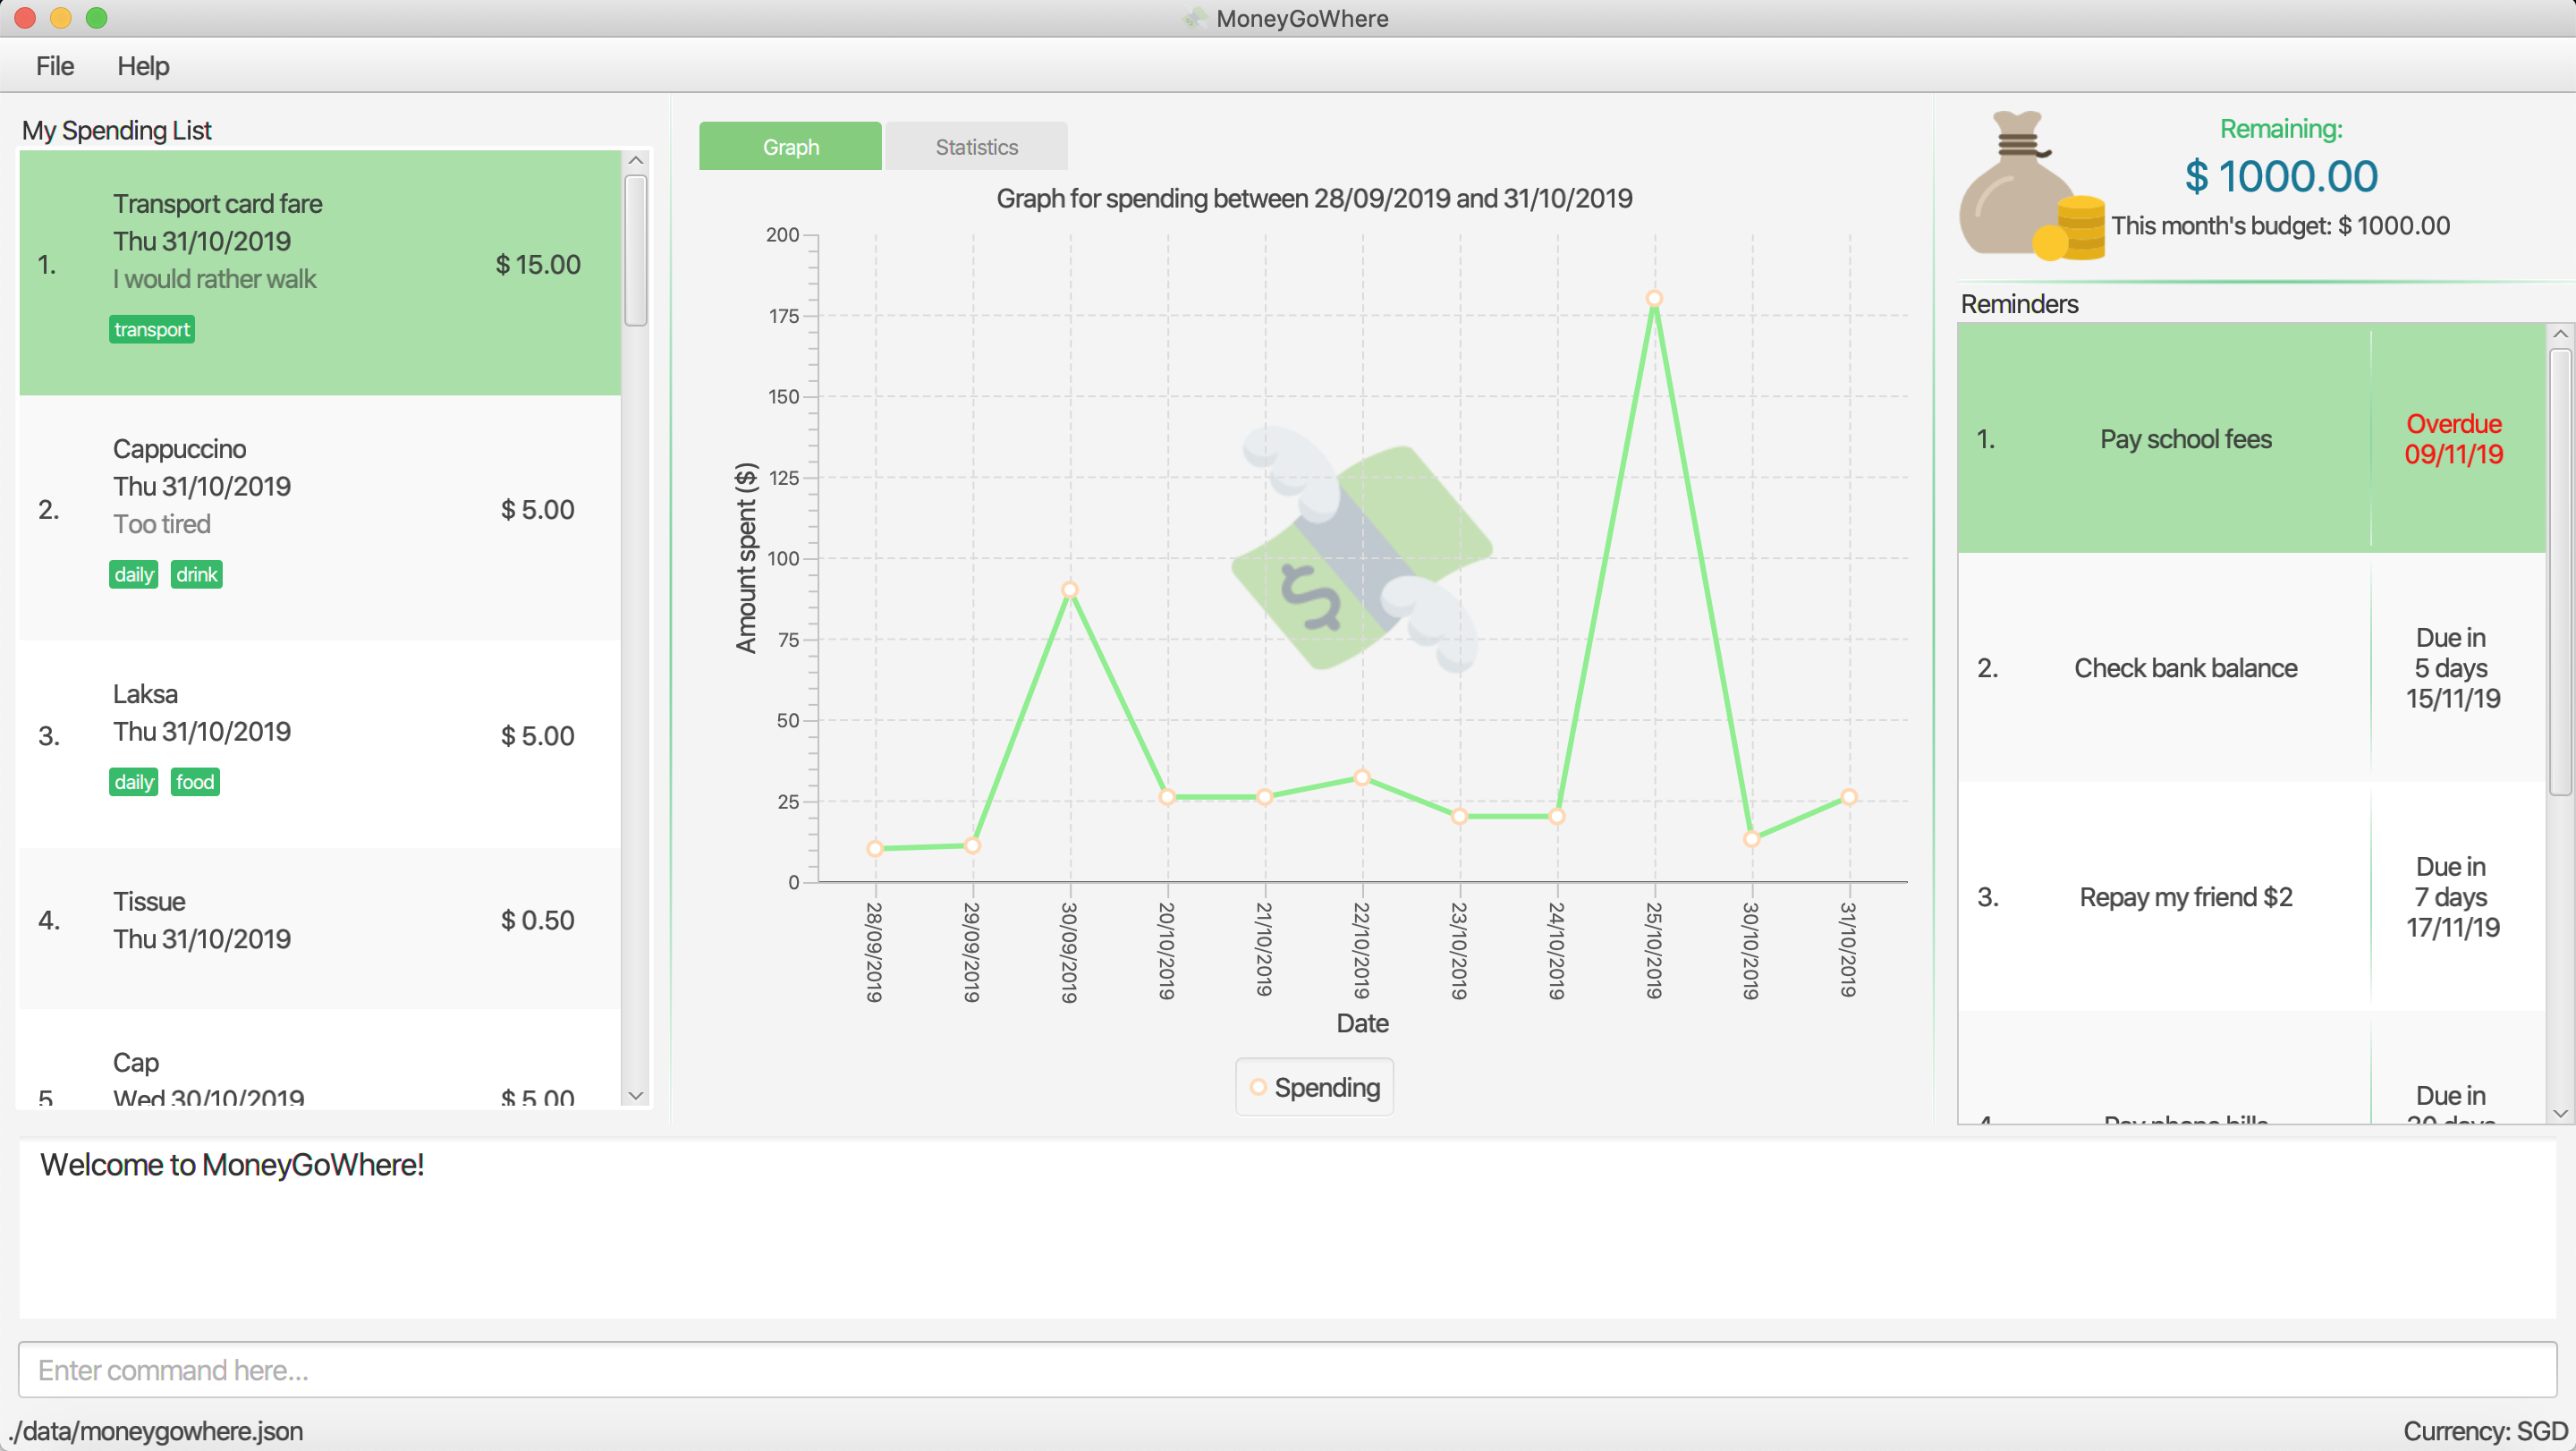 MoneyGoWhere
File Help
My Spending List
1.
Transport card fare
Thu 31/10/2019
I would rather walk
transport
$ 15.00
2.
Cappuccino
Thu 31/10/2019
Too tired
daily drink
$ 5.00
3.
Laksa
Thu 31/10/2019
daily food
$ 5.00
4.
Tissue
Thu 31/10/2019
$ 0.50
5.
Cap
Wed 30/10/2019
$ 5.00
Graph Statistics
Graph for spending between 28/09/2019 and 31/10/2019
Amount spent ($)
200
175
150
125
100
75
50
25
0
28/09/2019
29/09/2019
30/09/2019
20/10/2019
21/10/2019
22/10/2019
23/10/2019
24/10/2019
25/10/2019
30/10/2019
31/10/2019
Date
Spending
Remaining:
$ 1000.00
This month's budget: $ 1000.00
Reminders
1.
Pay school fees
Overdue
09/11/19
2.
Check bank balance
Due in
5 days
15/11/19
3.
Repay my friend $2
Due in
7 days
17/11/19
4.
Pay phone bills
Due in
days
Welcome to MoneyGoWhere!
Enter command here...
./data/moneygowhere.json
Currency: SGD